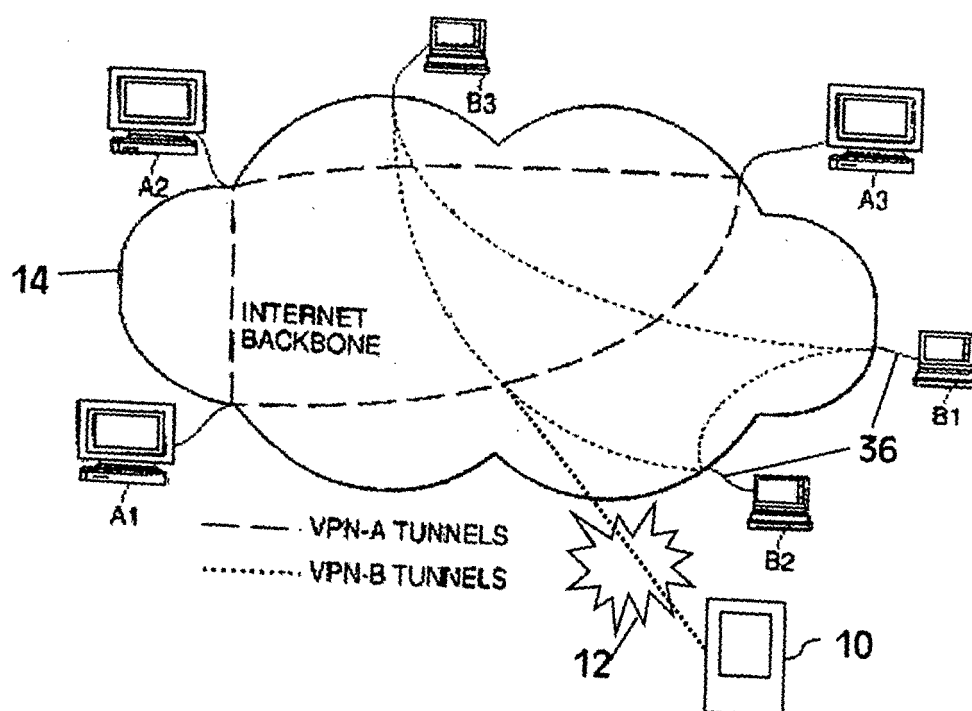 B3
A2
A3
14
INTERNET
BACKBONE
B1
36
A1
VPN-A TUNNELS
B2
VPN-B TUNNELS
12
10